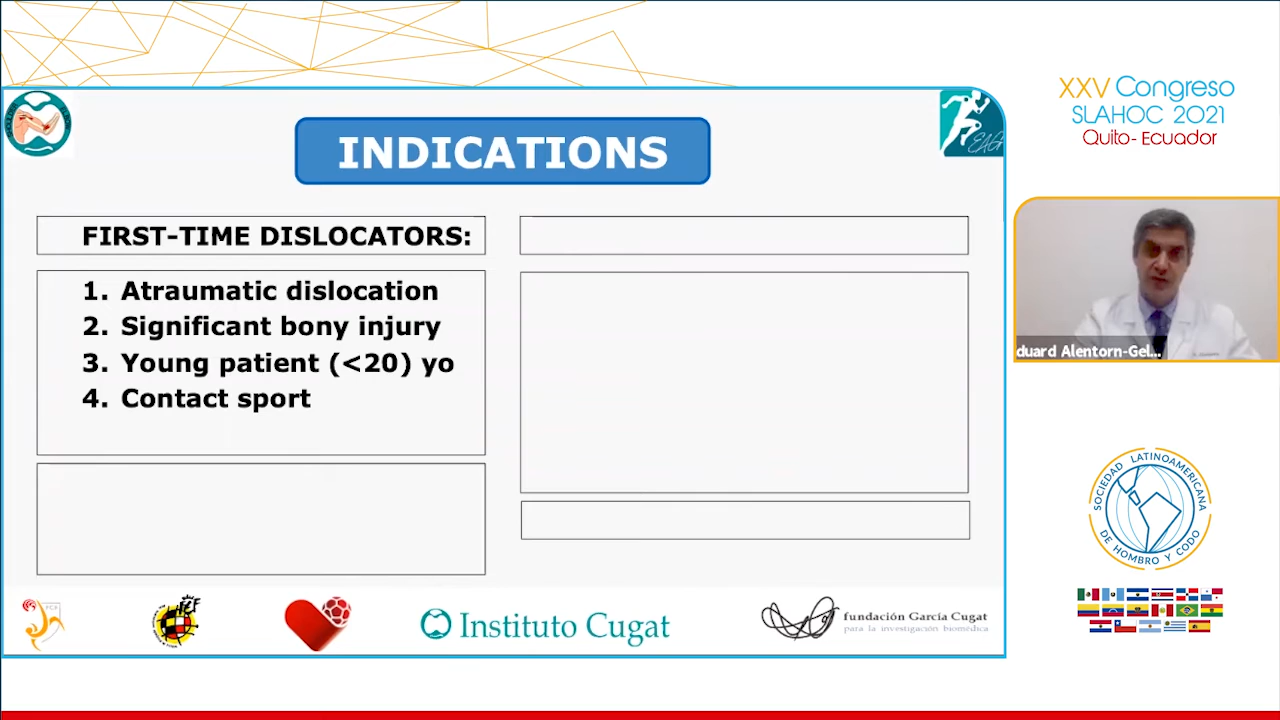 INDICATIONS
FIRST-TIME DISLOCATORS:
1. Atraumatic dislocation
2. Significant bony injury
3. Young patient (<20) yo
4. Contact sport
Instituto Cugat
fundación García Cugat
para la investigación biomédica
XXV Congreso
SLAHOC 2021
Quito - Ecuador
duard Alentorn-Gel...
SOCIEDAD LATINOAMERICANA
DE HOMBRO Y CODO